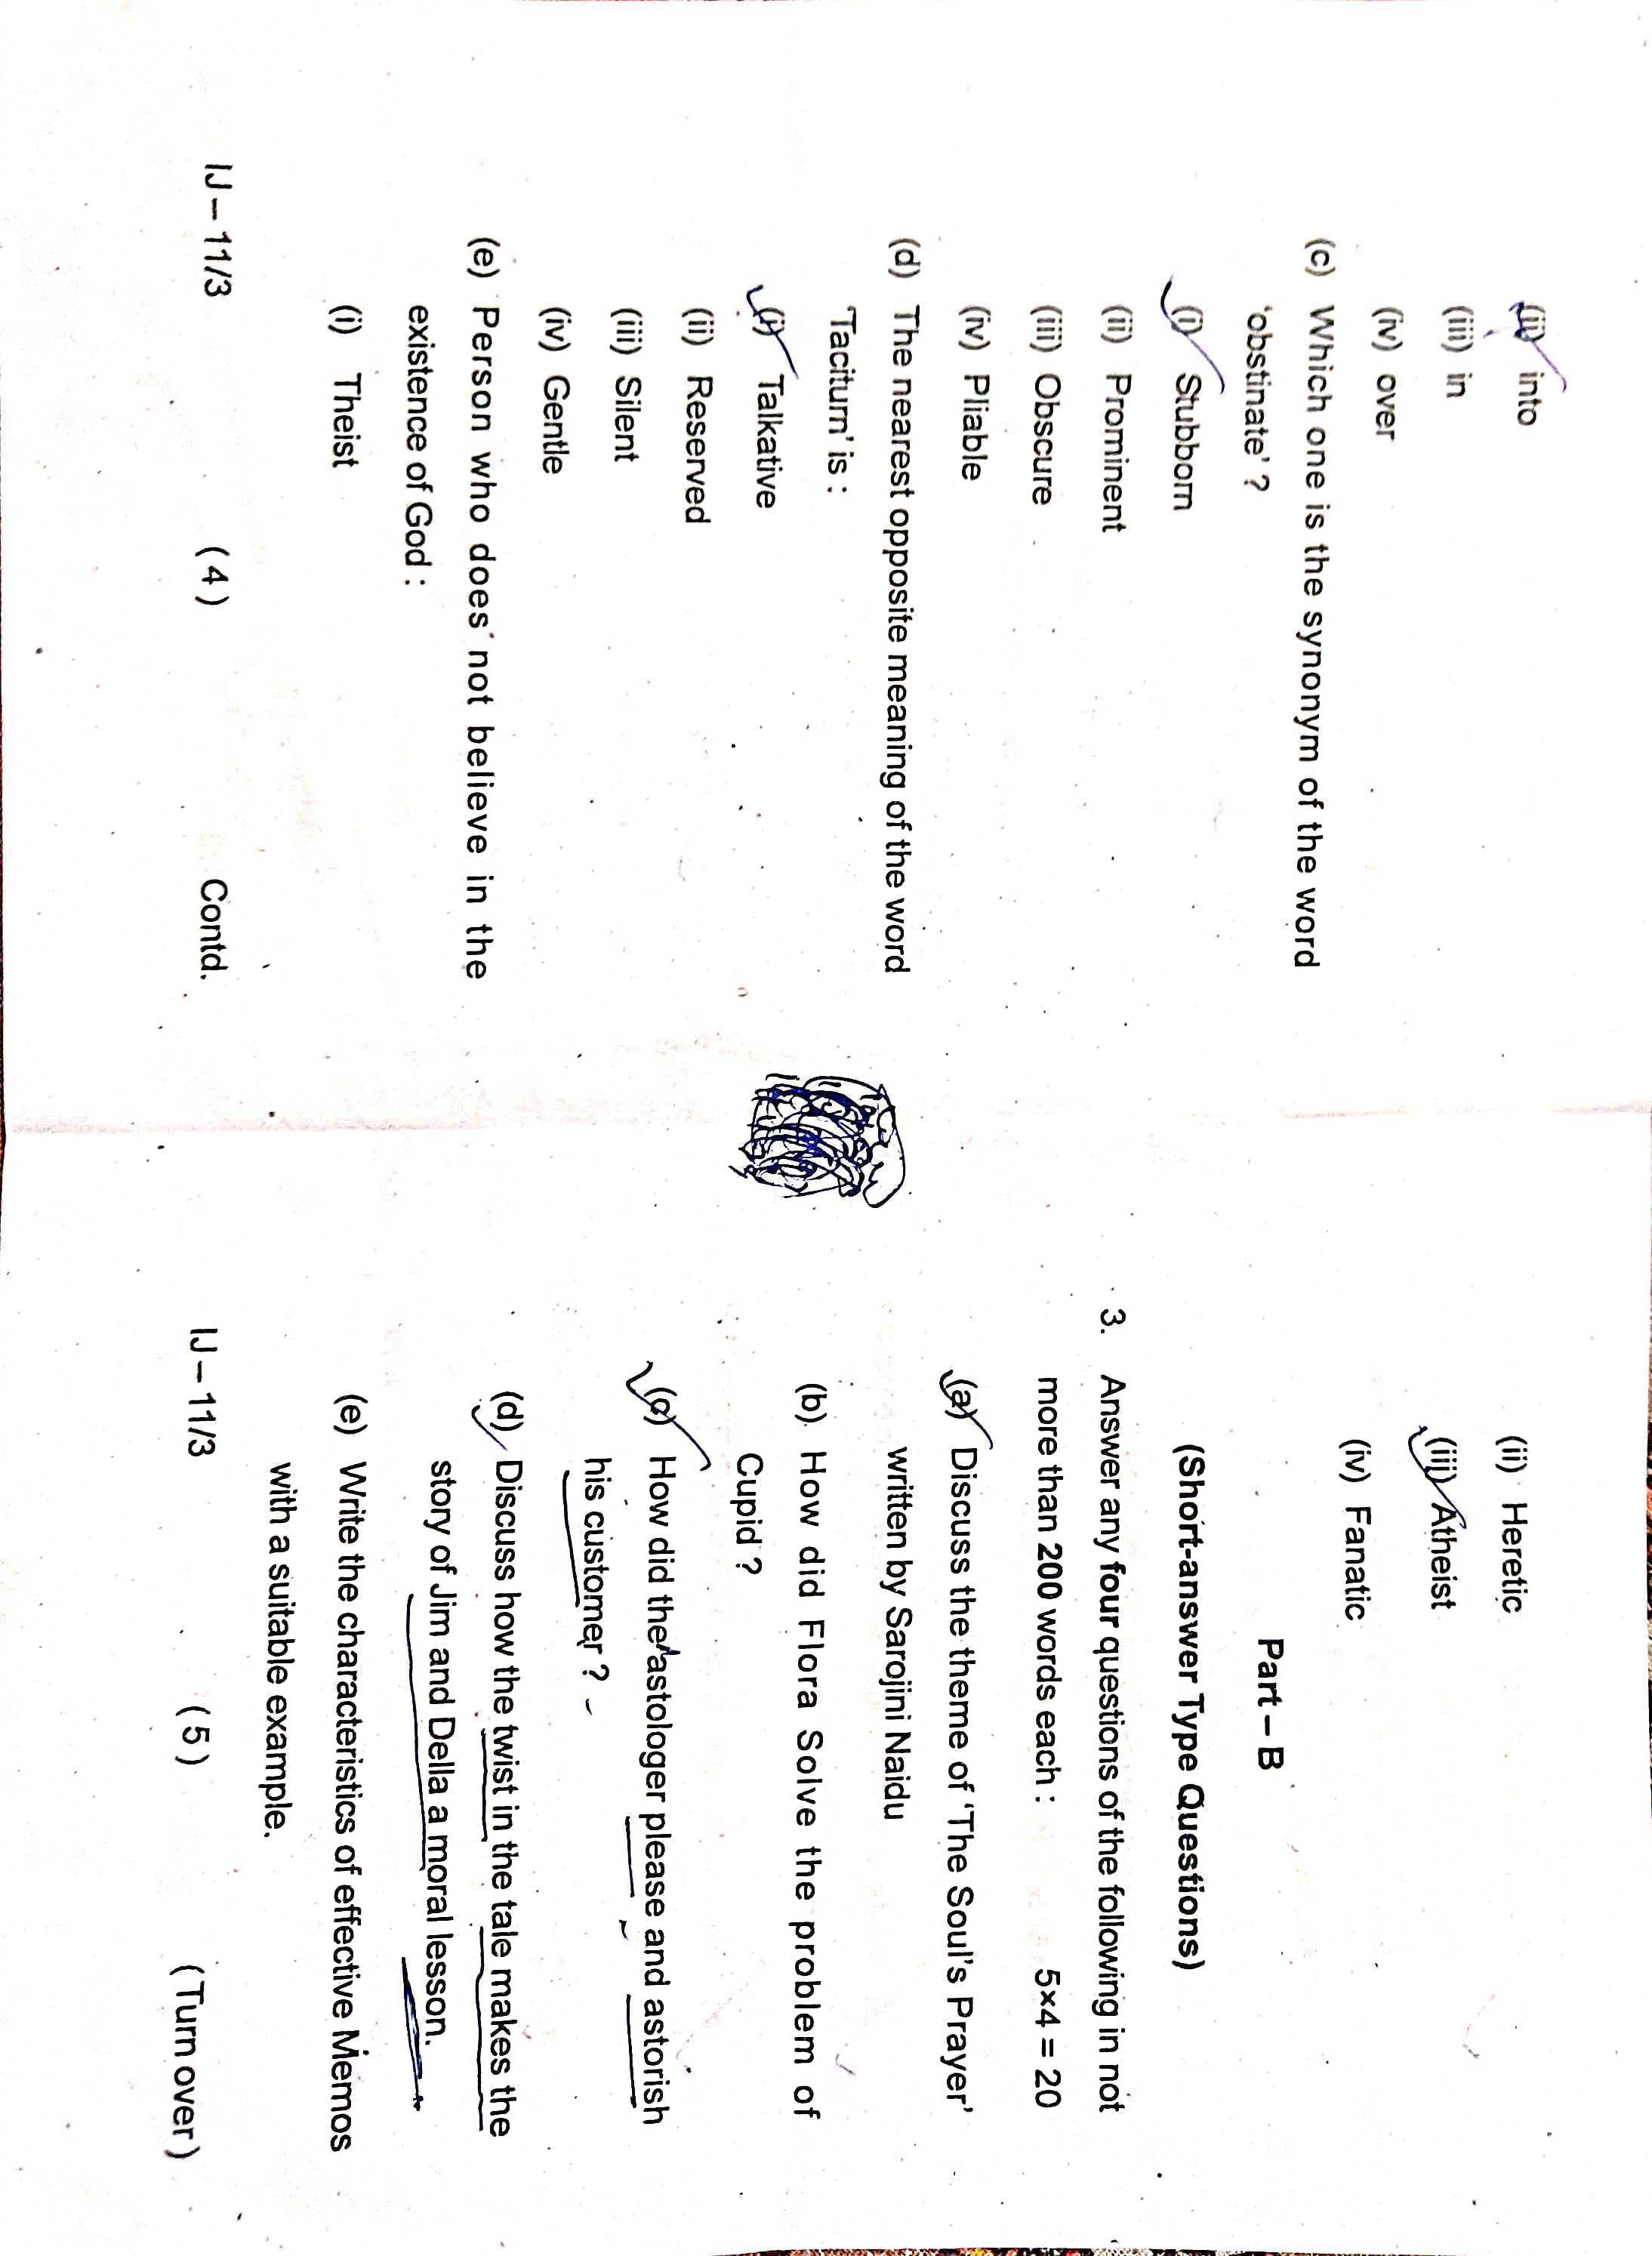 (ii) into
(iii) in
(iv) over
(c) Which one is the synonym of the word
'obstinate' ?
(i) Stubborn
(ii) Prominent
(iii) Obscure
(iv) Pliable
(d) The nearest opposite meaning of the word
'Taciturn' is :
(i) Talkative
(ii) Reserved
(iii) Silent
(iv) Gentle
(e) Person who does not believe in the
existence of God :
(i) Theist
IJ – 11/3 ( 4 ) Contd.
(ii) Heretic
(iii) Atheist
(iv) Fanatic
Part – B
(Short-answer Type Questions)
3. Answer any four questions of the following in not
more than 200 words each : 5×4 = 20
(a) Discuss the theme of 'The Soul's Prayer'
written by Sarojini Naidu
(b) How did Flora Solve the problem of
Cupid ?
(c) How did the astologer please and astorish
his customer ?
(d) Discuss how the twist in the tale makes the
story of Jim and Della a moral lesson.
(e) Write the characteristics of effective Memos
with a suitable example.
IJ – 11/3 ( 5 ) ( Turn over )